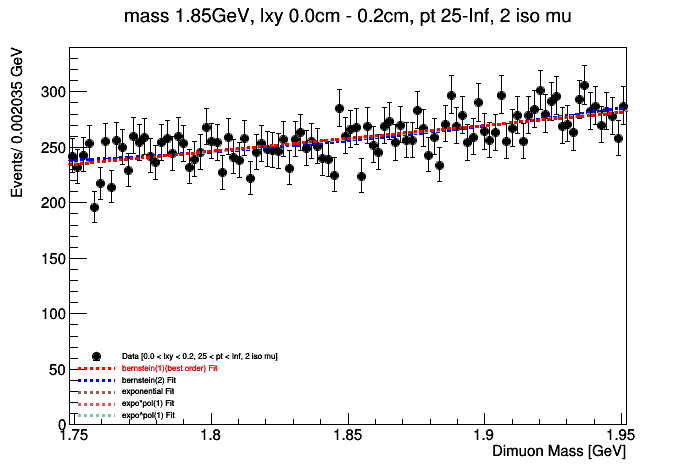 mass 1.85GeV, lxy 0.0cm - 0.2cm, pt 25-Inf, 2 iso mu
Events/ 0.002035 GeV
300
250
200
150
100
50
0
Data [0.0 < lxy < 0.2, 25 < pt < Inf, 2 iso mu]
bernstein(1)(best order) Fit
bernstein(2) Fit
exponential Fit
expo*pol(1) Fit
expo^pol(1) Fit
1.75 1.8 1.85 1.9 1.95
Dimuon Mass [GeV]